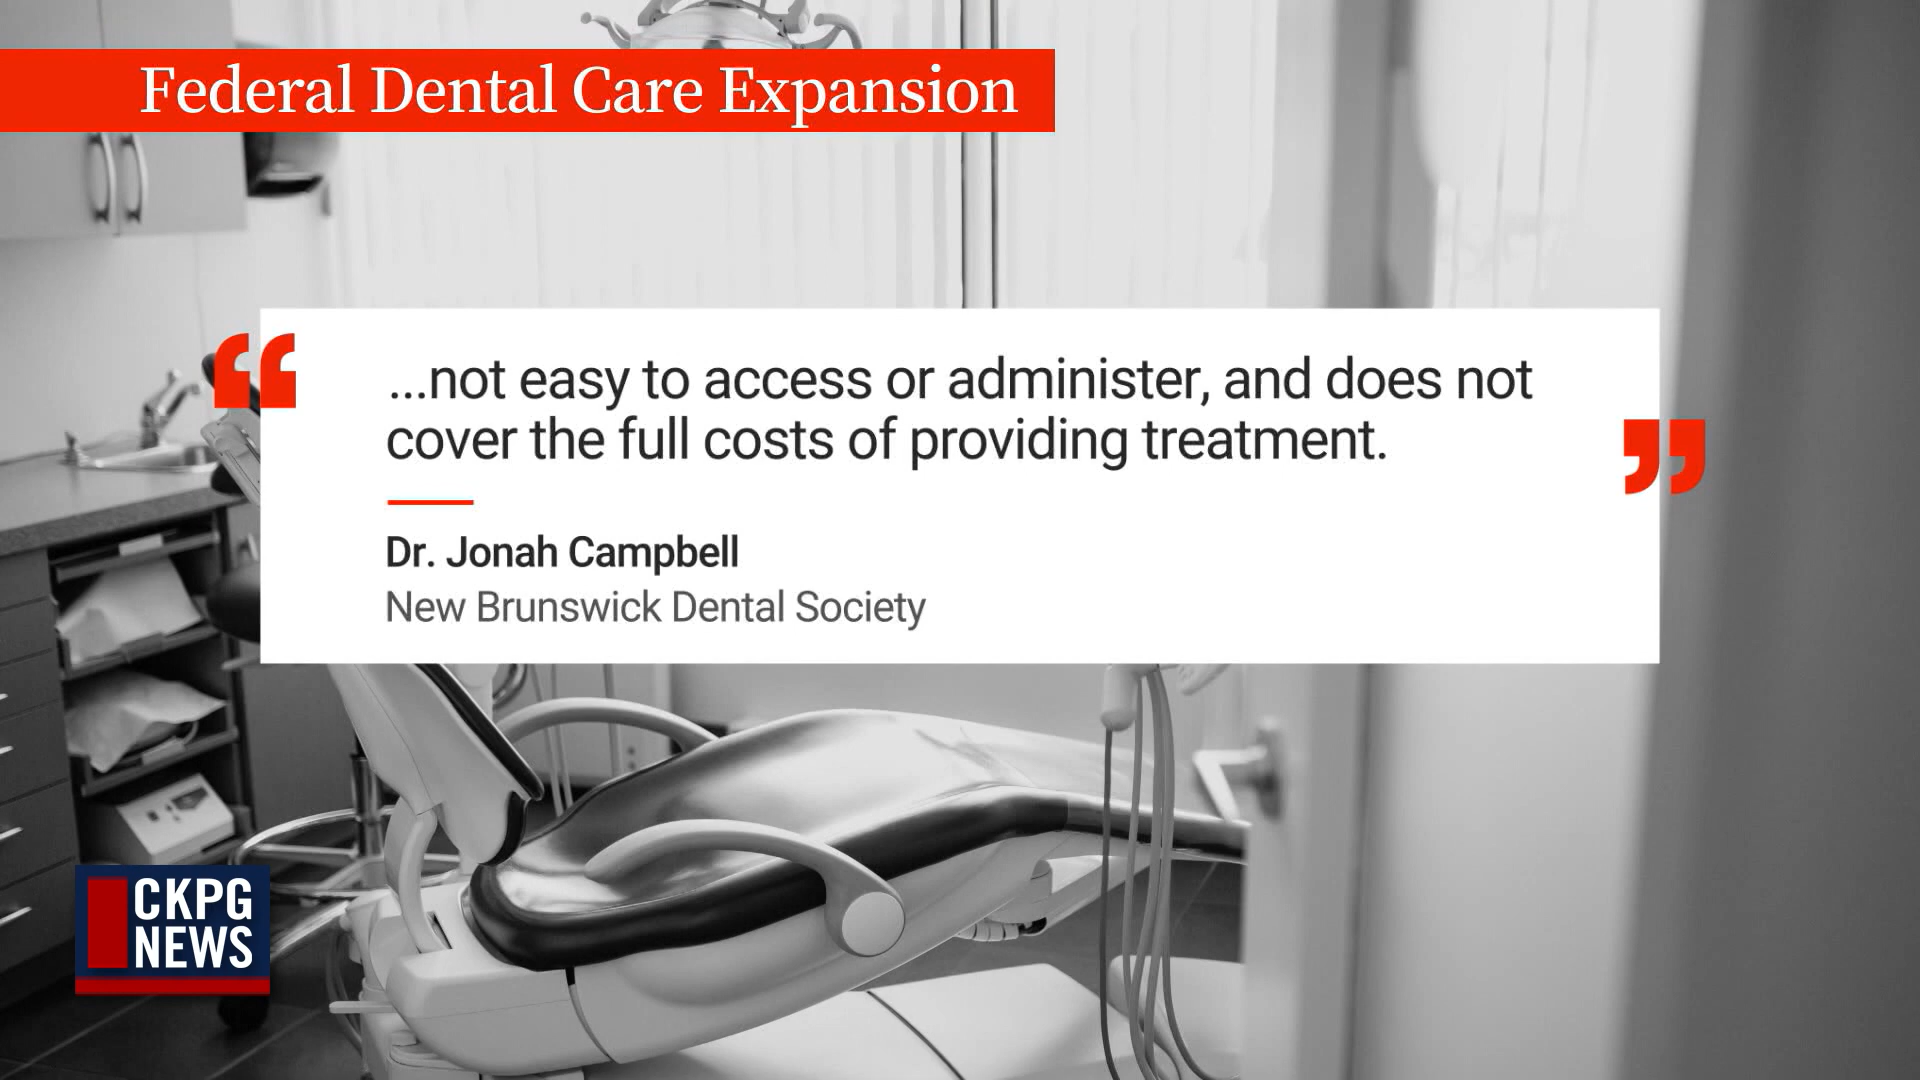 Federal Dental Care Expansion
“
...not easy to access or administer, and does not
cover the full costs of providing treatment.
”
Dr. Jonah Campbell
New Brunswick Dental Society
CKPG
NEWS